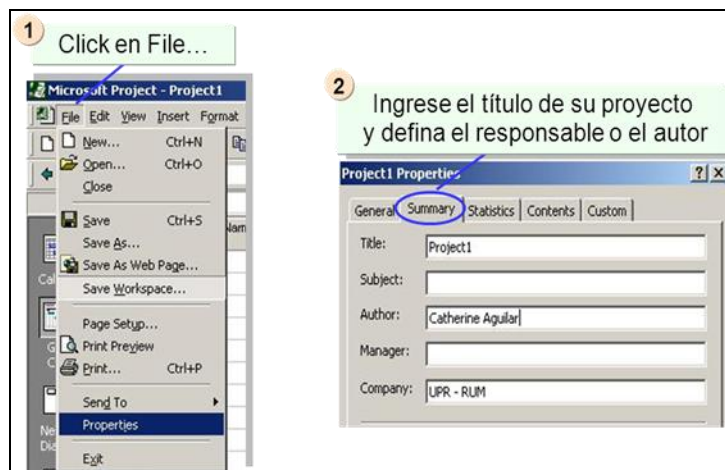 1
Click en File…
Microsoft Project - Project1
File Edit View Insert Format
New... Ctrl+N
Open... Ctrl+O
Close
Save Ctrl+S
Save As...
Save As Web Page...
Save Workspace...
Page Setup...
Print Preview
Print... Ctrl+P
Send To
Properties
Exit
2
Ingrese el título de su proyecto
y defina el responsable o el autor
Project1 Properties
General Summary Statistics Contents Custom
Title: Project1
Subject:
Author: Catherine Aguilar
Manager:
Company: UPR - RUM